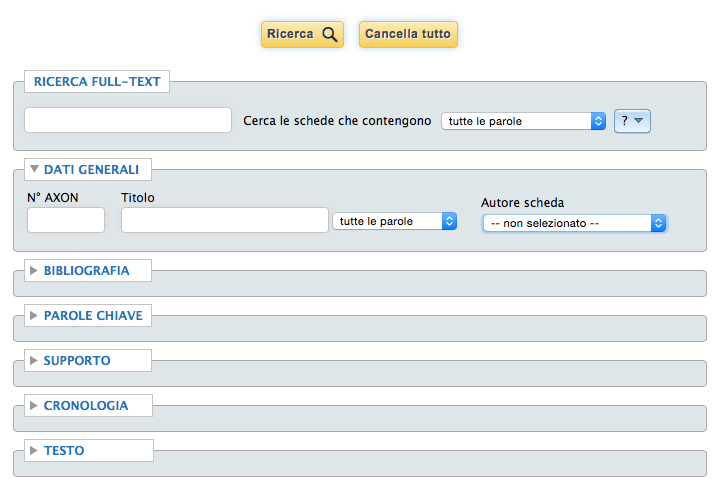 Ricerca Cancella tutto
RICERCA FULL-TEXT
Cerca le schede che contengono tutte le parole ?
DATI GENERALI
N° AXON Titolo tutte le parole Autore scheda -- non selezionato --
BIBLIOGRAFIA
PAROLE CHIAVE
SUPPORTO
CRONOLOGIA
TESTO